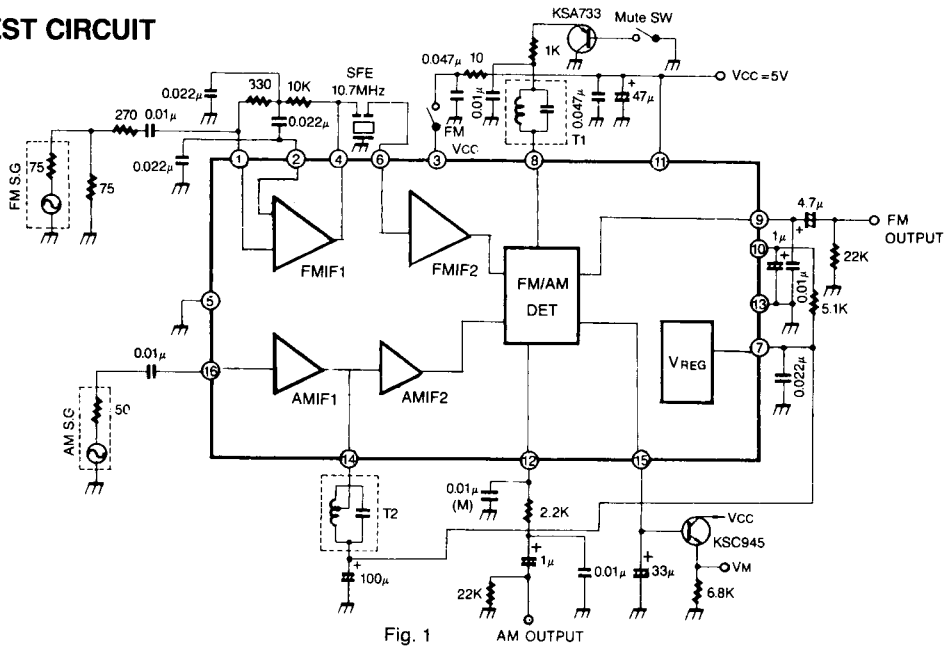 EST CIRCUIT
KSA733
Mute SW
1K
0.047μ
10
VCC = 5V
0.01μ
0.047μ
47μ
T1
SFE
10.7MHz
330
10K
0.022μ
0.022μ
270
0.01μ
0.022μ
75
75
FM S.G
FM
VCC
1
2
4
6
3
8
11
FMIF1
FMIF2
FM/AM
DET
VREG
AMIF1
AMIF2
5
16
9
10
13
7
14
12
15
4.7μ
FM
OUTPUT
22K
1μ
0.01μ
5.1K
0.022μ
0.01μ
50
AM S.G
T2
100μ
0.01μ
(M)
2.2K
1μ
0.01μ
22K
33μ
VCC
KSC945
VM
6.8K
Fig. 1
AM OUTPUT